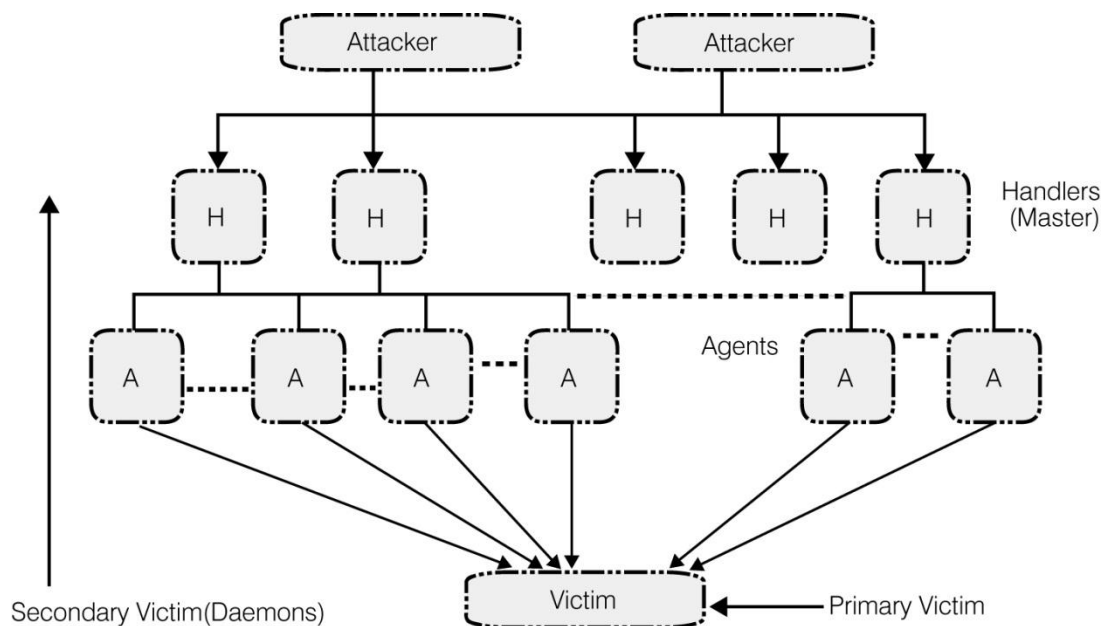 Attacker
Attacker
H
H
H
H
H
Handlers
(Master)
Agents
A
A
A
A
A
A
Victim
Secondary Victim(Daemons)
Primary Victim